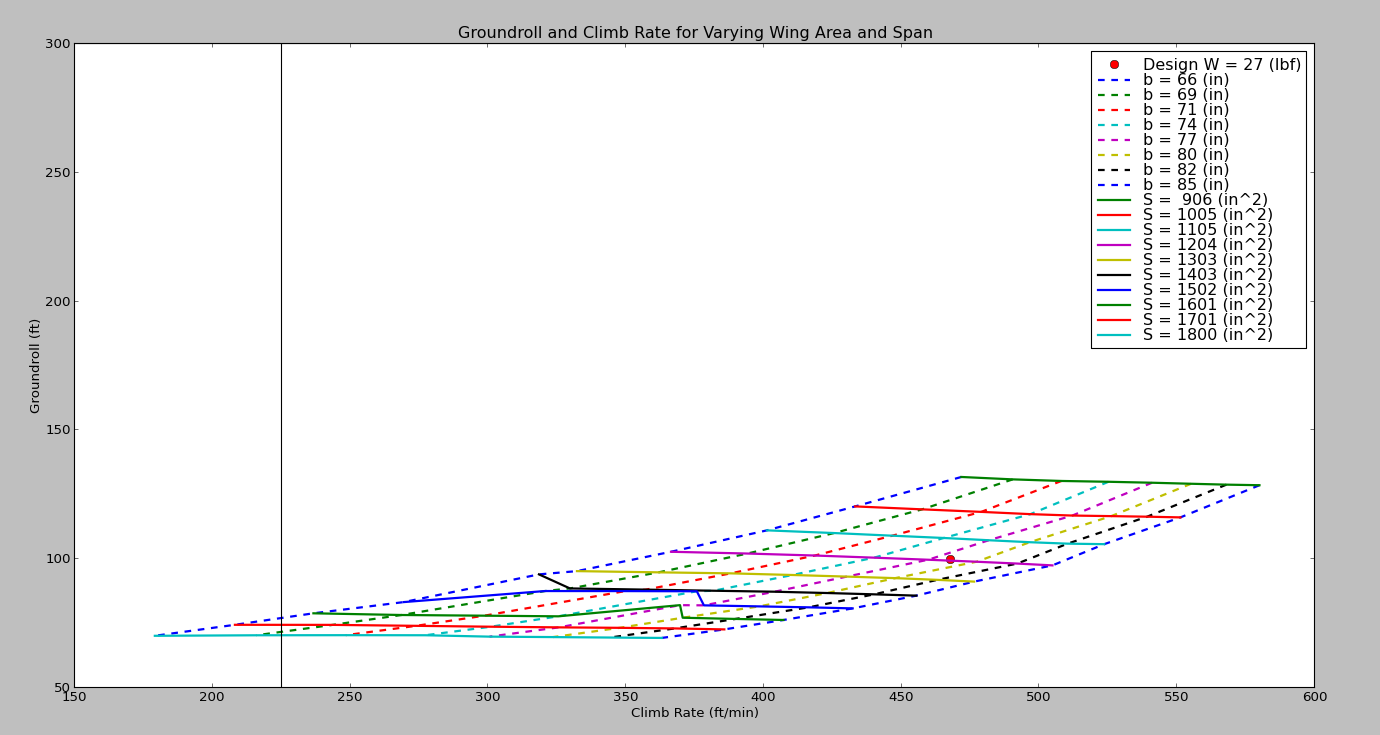 Groundroll and Climb Rate for Varying Wing Area and Span
300
250
200
150
100
50
Groundroll (ft)
Design W = 27 (lbf)
b = 66 (in)
b = 69 (in)
b = 71 (in)
b = 74 (in)
b = 77 (in)
b = 80 (in)
b = 82 (in)
b = 85 (in)
S =  906 (in^2)
S = 1005 (in^2)
S = 1105 (in^2)
S = 1204 (in^2)
S = 1303 (in^2)
S = 1403 (in^2)
S = 1502 (in^2)
S = 1601 (in^2)
S = 1701 (in^2)
S = 1800 (in^2)
150 200 250 300 350 400 450 500 550 600
Climb Rate (ft/min)